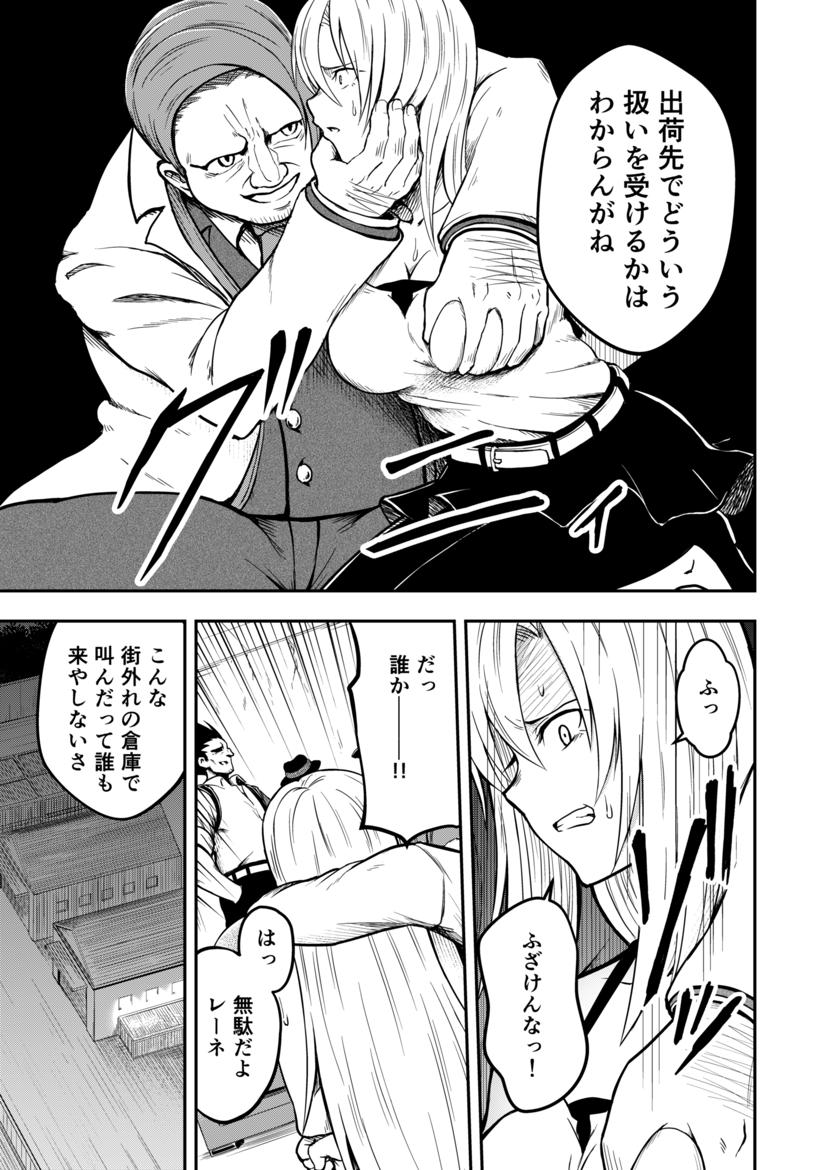 出荷先でどういう
扱いを受けるかは
わからんがね
グイーッ
ふっ
ふざけんなっ！
だっ
誰か――!!
はっ
無駄だよ
レーネ
こんな
街外れの倉庫で
叫んだって誰も
来やしないさ